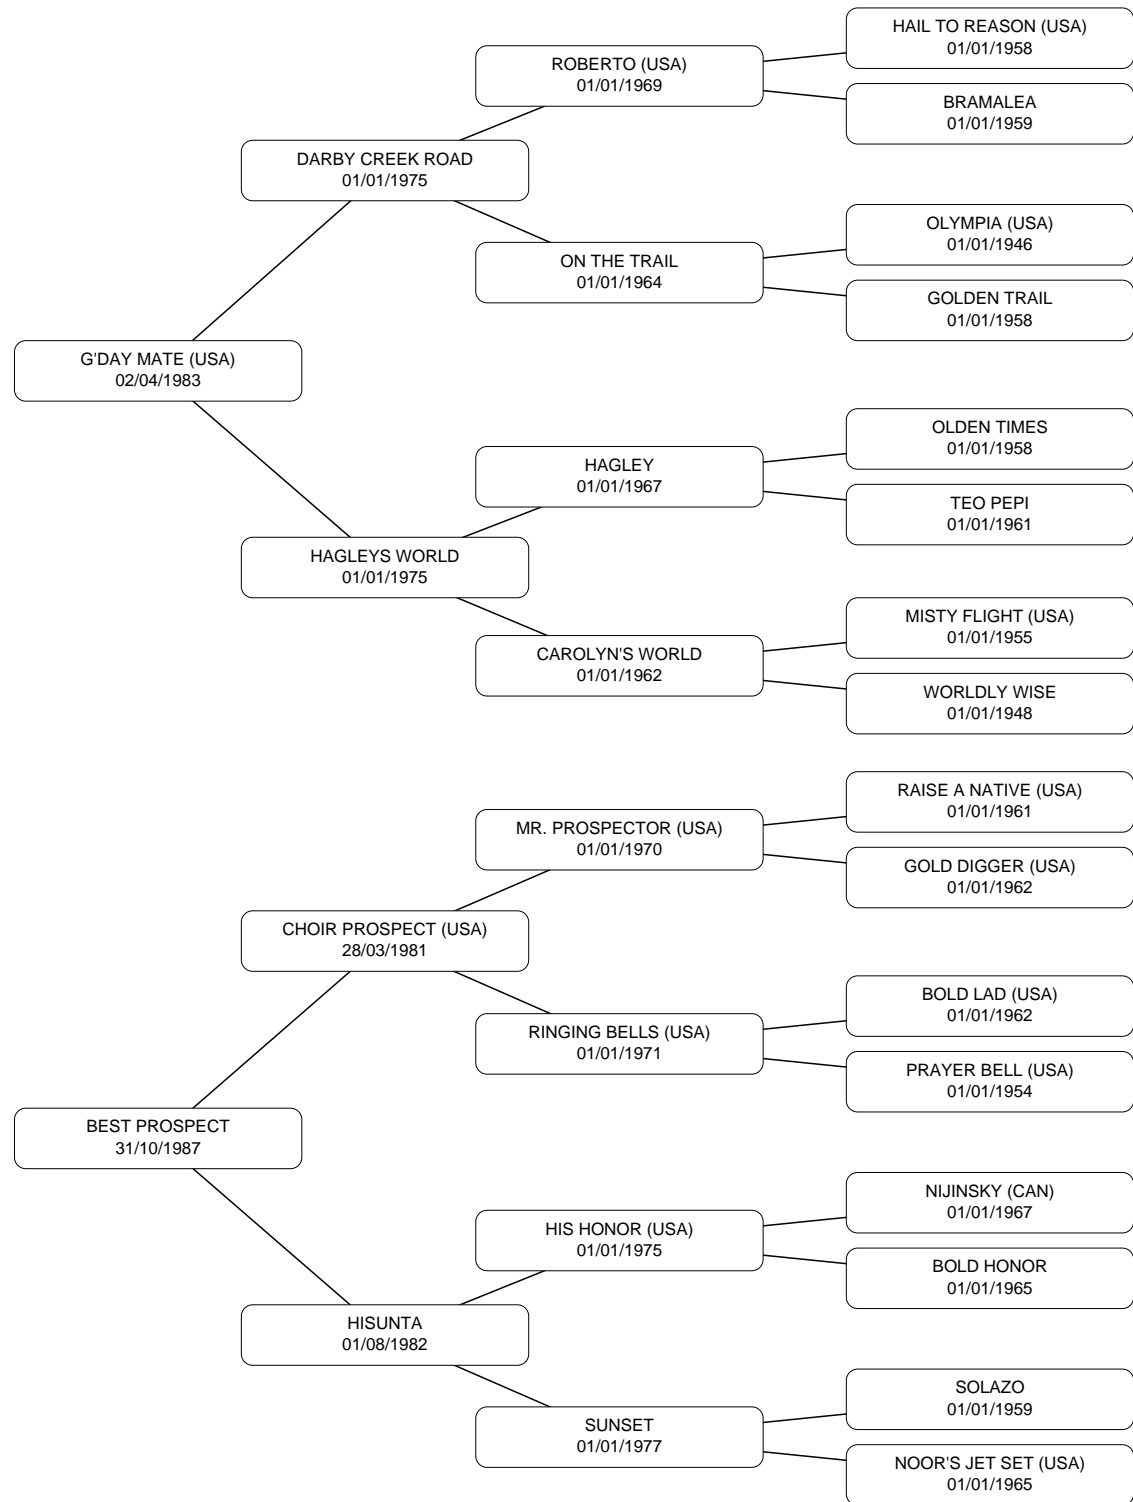 HAIL TO REASON (USA)
01/01/1958
ROBERTO (USA)
01/01/1969
BRAMALEA
01/01/1959
DARBY CREEK ROAD
01/01/1975
OLYMPIA (USA)
01/01/1946
ON THE TRAIL
01/01/1964
GOLDEN TRAIL
01/01/1958
G'DAY MATE (USA)
02/04/1983
OLDEN TIMES
01/01/1958
HAGLEY
01/01/1967
TEO PEPI
01/01/1961
HAGLEYS WORLD
01/01/1975
MISTY FLIGHT (USA)
01/01/1955
CAROLYN'S WORLD
01/01/1962
WORLDLY WISE
01/01/1948
RAISE A NATIVE (USA)
01/01/1961
MR. PROSPECTOR (USA)
01/01/1970
GOLD DIGGER (USA)
01/01/1962
CHOIR PROSPECT (USA)
28/03/1981
BOLD LAD (USA)
01/01/1962
RINGING BELLS (USA)
01/01/1971
PRAYER BELL (USA)
01/01/1954
BEST PROSPECT
31/10/1987
NIJINSKY (CAN)
01/01/1967
HIS HONOR (USA)
01/01/1975
BOLD HONOR
01/01/1965
HISUNTA
01/08/1982
SOLAZO
01/01/1959
SUNSET
01/01/1977
NOOR'S JET SET (USA)
01/01/1965